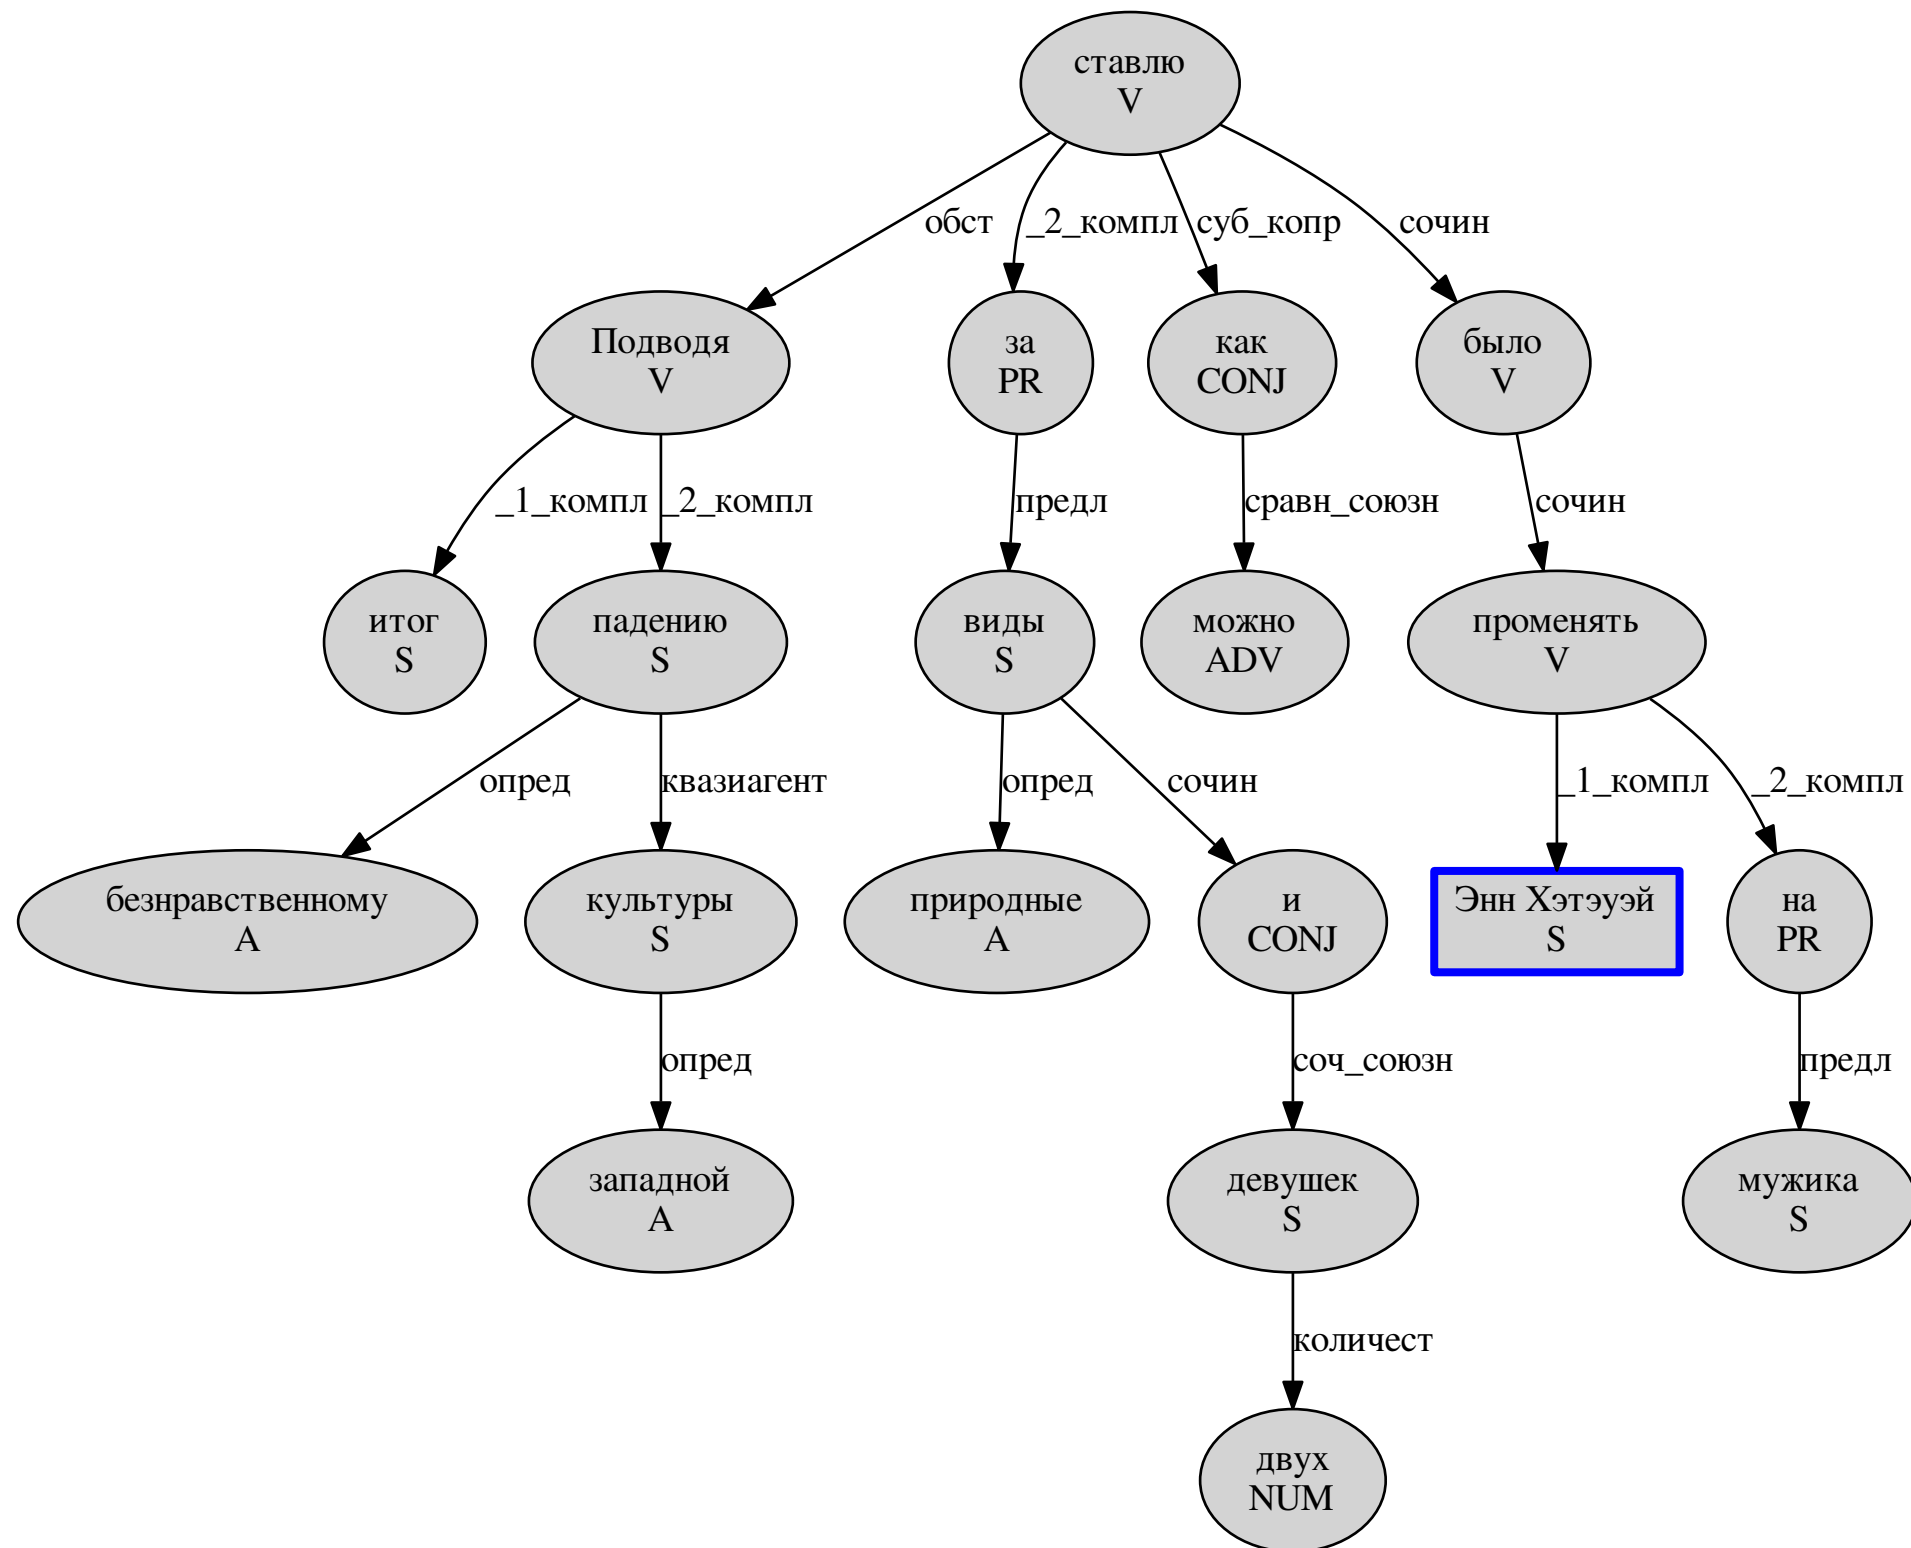 ставлю
V
обст
_2_компл
суб_копр
сочин
Подводя
V
за
PR
как
CONJ
было
V
_1_компл
_2_компл
предл
сравн_союзн
сочин
итог
S
падению
S
виды
S
можно
ADV
променять
V
опред
квазиагент
опред
сочин
_1_компл
_2_компл
безнравственному
A
культуры
S
природные
A
и
CONJ
Энн Хэтэуэй
S
на
PR
опред
соч_союзн
предл
западной
A
девушек
S
мужика
S
количест
двух
NUM